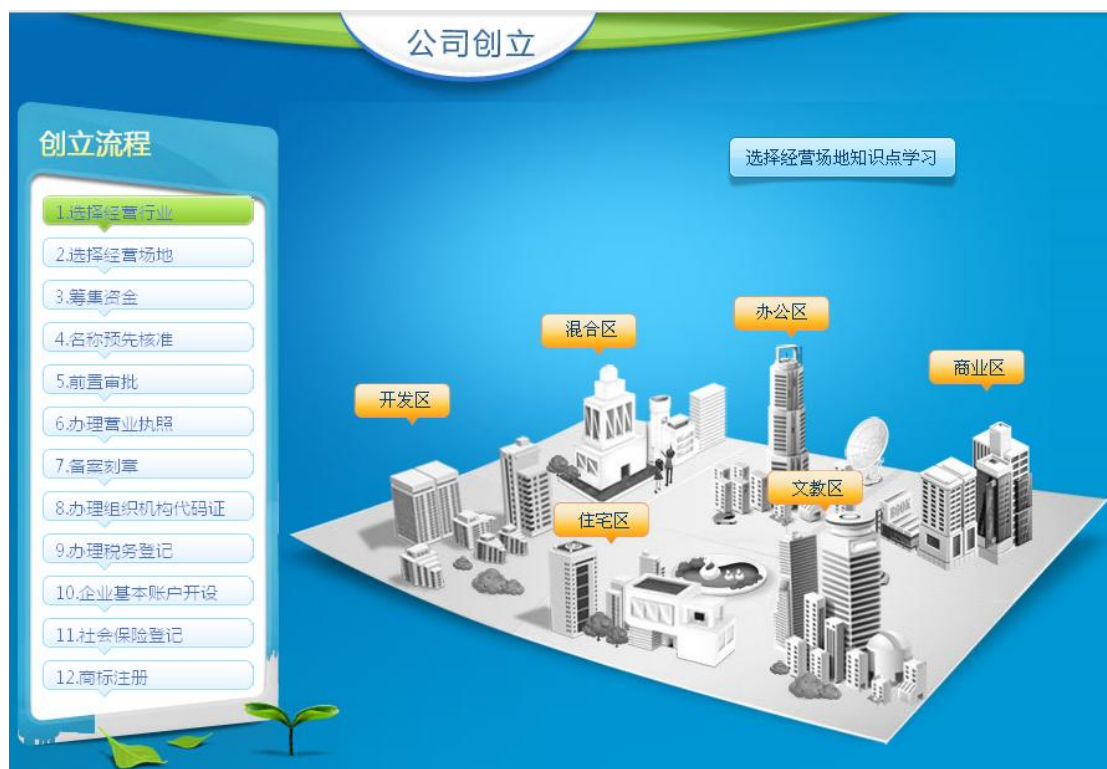 公司创立
创立流程
1.选择经营行业
2.选择经营场地
3.筹集资金
4.名称预先核准
5.前置审批
6.办理营业执照
7.备案刻章
8.办理组织机构代码证
9.办理税务登记
10.企业基本账户开设
11.社会保险登记
12.商标注册
选择经营场地知识点学习
办公区
混合区
商业区
开发区
文教区
住宅区
BOOK